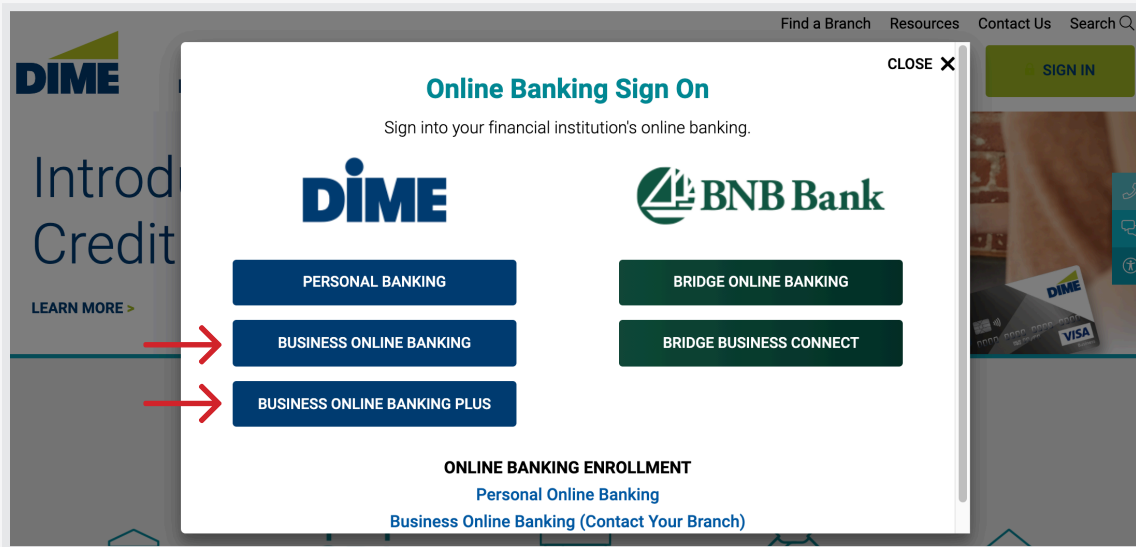 Find a Branch Resources Contact Us Search
DIME
SIGN IN
CLOSE
Online Banking Sign On
Sign into your financial institution's online banking.
DIME
BNB Bank
PERSONAL BANKING
BRIDGE ONLINE BANKING
BUSINESS ONLINE BANKING
BRIDGE BUSINESS CONNECT
BUSINESS ONLINE BANKING PLUS
ONLINE BANKING ENROLLMENT
Personal Online Banking
Business Online Banking (Contact Your Branch)
Credit
LEARN MORE >
DIME
VISA